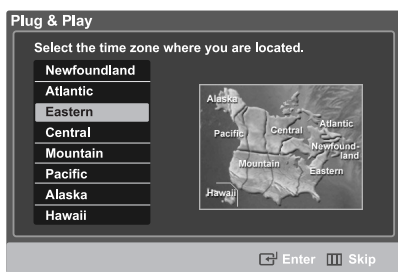 Plug & Play
Select the time zone where you are located.
Newfoundland
Atlantic
Eastern
Central
Mountain
Pacific
Alaska
Hawaii
Alaska
Pacific
Central
Atlantic
Newfound-
land
Mountain
Eastern
Hawaii
Enter
Skip